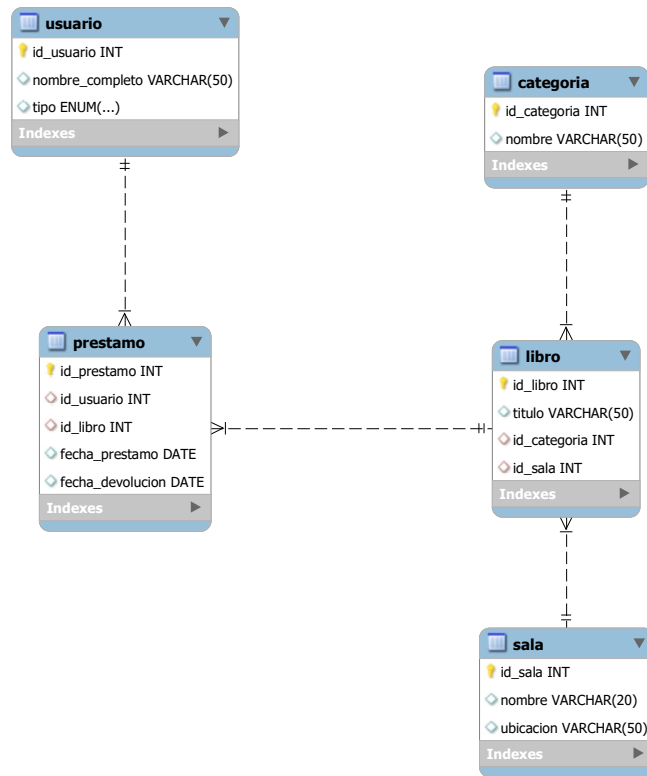 usuario
id_usuario INT
nombre_completo VARCHAR(50)
tipo ENUM(...)
Indexes
categoria
id_categoria INT
nombre VARCHAR(50)
Indexes
prestamo
id_prestamo INT
id_usuario INT
id_libro INT
fecha_prestamo DATE
fecha_devolucion DATE
Indexes
libro
id_libro INT
titulo VARCHAR(50)
id_categoria INT
id_sala INT
Indexes
sala
id_sala INT
nombre VARCHAR(20)
ubicacion VARCHAR(50)
Indexes